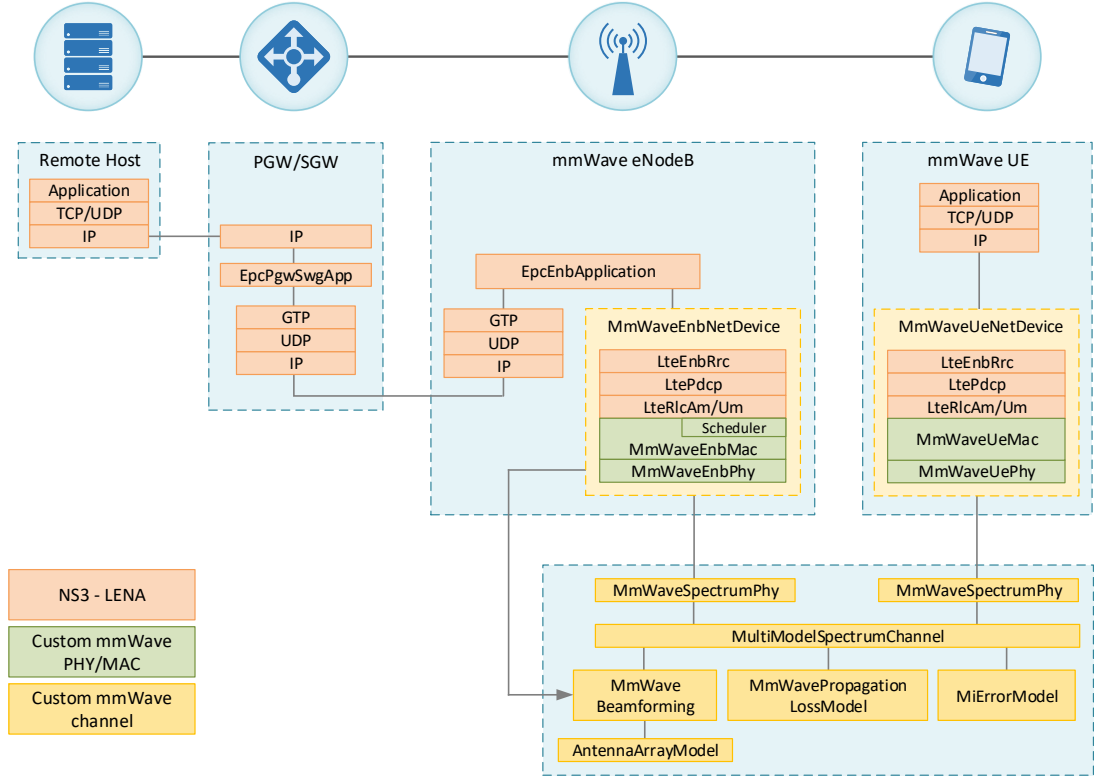 Remote Host
Application
TCP/UDP
IP
PGW/SGW
IP
EpcPgwSwgApp
GTP
UDP
IP
mmWave eNodeB
EpcEnbApplication
GTP
UDP
IP
MmWaveEnbNetDevice
LteEnbRrc
LtePdcp
LteRlcAm/Um
Scheduler
MmWaveEnbMac
MmWaveEnbPhy
mmWave UE
Application
TCP/UDP
IP
MmWaveUeNetDevice
LteEnbRrc
LtePdcp
LteRlcAm/Um
MmWaveUeMac
MmWaveUePhy
NS3 - LENA
Custom mmWave
PHY/MAC
Custom mmWave
channel
MmWaveSpectrumPhy
MmWaveSpectrumPhy
MultiModelSpectrumChannel
MmWave
Beamforming
MmWavePropagation
LossModel
MiErrorModel
AntennaArrayModel